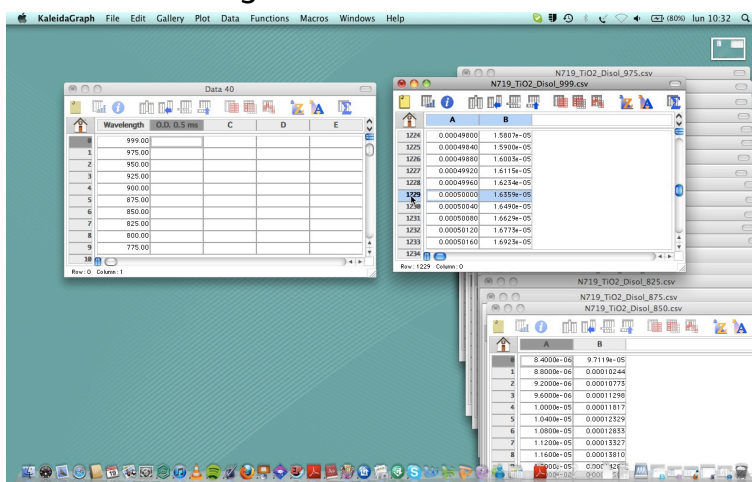 KaleidaGraph File Edit Gallery Plot Data Functions Macros Windows Help (80%) lun 10:32
N719_TiO2_Disol_975.csv
Data 40
Wavelength O.D. 0.5 ms C D E
0 999.00
1 975.00
2 950.00
3 925.00
4 900.00
5 875.00
6 850.00
7 825.00
8 800.00
9 775.00
10
Row: 0 Column: 1
N719_TiO2_Disol_999.csv
A B
1224 0.00049800 1.5807e-05
1225 0.00049840 1.5900e-05
1226 0.00049880 1.6003e-05
1227 0.00049920 1.6115e-05
1228 0.00049960 1.6234e-05
1229 0.00050000 1.6359e-05
1230 0.00050040 1.6490e-05
1231 0.00050080 1.6629e-05
1232 0.00050120 1.6773e-05
1233 0.00050160 1.6923e-05
1234
Row: 1229 Column: 0
N719_TiO2_Disol_825.csv
N719_TiO2_Disol_875.csv
N719_TiO2_Disol_850.csv
A B
0 8.4000e-06 9.7119e-05
1 8.8000e-06 0.00010244
2 9.2000e-06 0.00010773
3 9.6000e-06 0.00011298
4 1.0000e-05 0.00011817
5 1.0400e-05 0.00012329
6 1.0800e-05 0.00012833
7 1.1200e-05 0.00013327
8 1.1600e-05 0.00013810